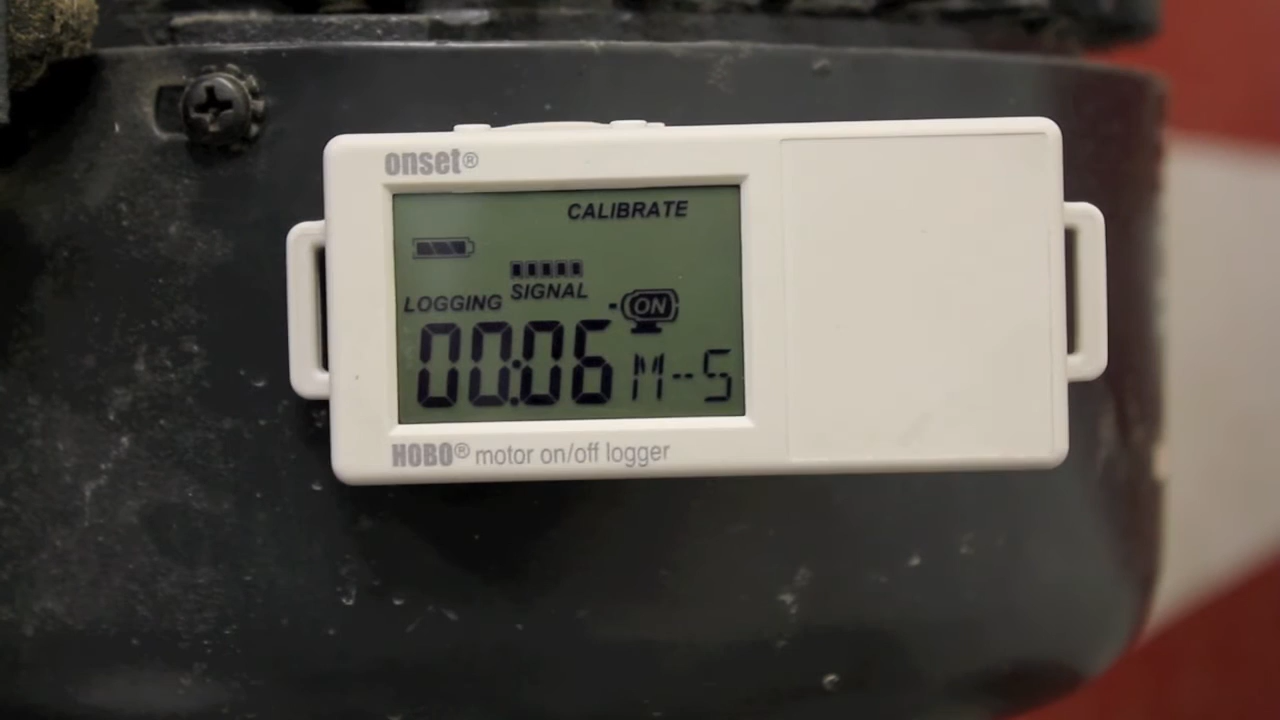 onset®
CALIBRATE
SIGNAL
LOGGING
ON
00:06 M--S
HOBO® motor on/off logger